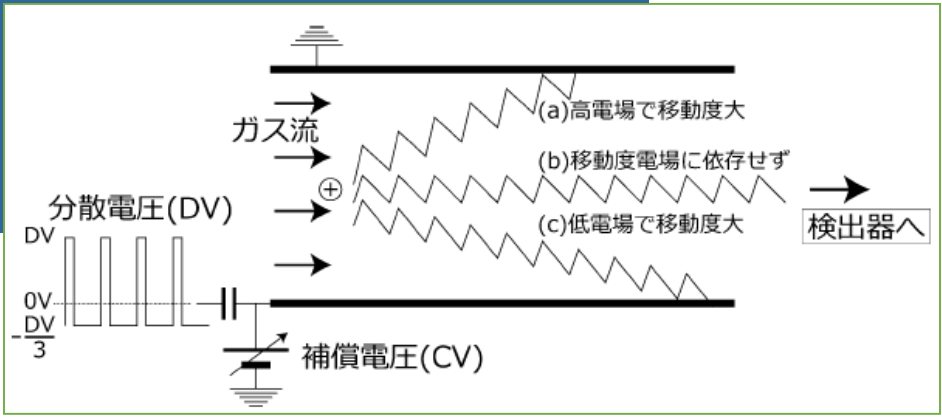 (a)高電場で移動度大
ガス流
(b)移動度電場に依存せず
⊕
分散電圧(DV)
(c)低電場で移動度大
検出器へ
DV
0V
-DV/3
補償電圧(CV)